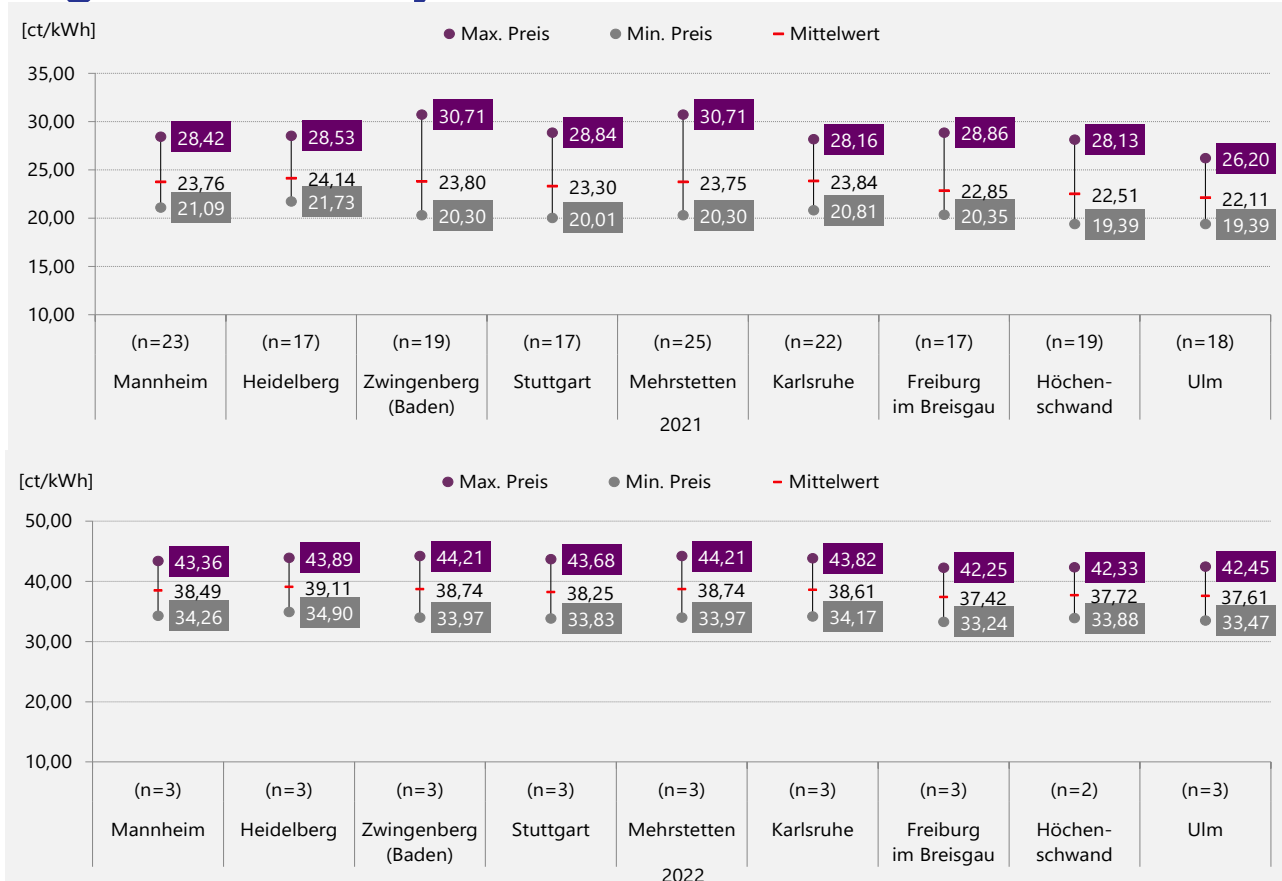 [ct/kWh]
Max. Preis Min. Preis Mittelwert
35,00
30,00
25,00
20,00
15,00
10,00
28,42 28,53 30,71 28,84 30,71 28,16 28,86 28,13 26,20
23,76 24,14 23,80 23,30 23,75 23,84 22,85 22,51 22,11
21,09 21,73 20,30 20,01 20,30 20,81 20,35 19,39 19,39
(n=23) (n=17) (n=19) (n=17) (n=25) (n=22) (n=17) (n=19) (n=18)
Mannheim Heidelberg Zwingenberg Stuttgart Mehrstetten Karlsruhe Freiburg Höchen- Ulm
(Baden) im Breisgau schwand
2021
[ct/kWh]
Max. Preis Min. Preis Mittelwert
50,00
40,00
30,00
20,00
10,00
43,36 43,89 44,21 43,68 44,21 43,82 42,25 42,33 42,45
38,49 39,11 38,74 38,25 38,74 38,61 37,42 37,72 37,61
34,26 34,90 33,97 33,83 33,97 34,17 33,24 33,88 33,47
(n=3) (n=3) (n=3) (n=3) (n=3) (n=3) (n=3) (n=2) (n=3)
Mannheim Heidelberg Zwingenberg Stuttgart Mehrstetten Karlsruhe Freiburg Höchen- Ulm
(Baden) im Breisgau schwand
2022